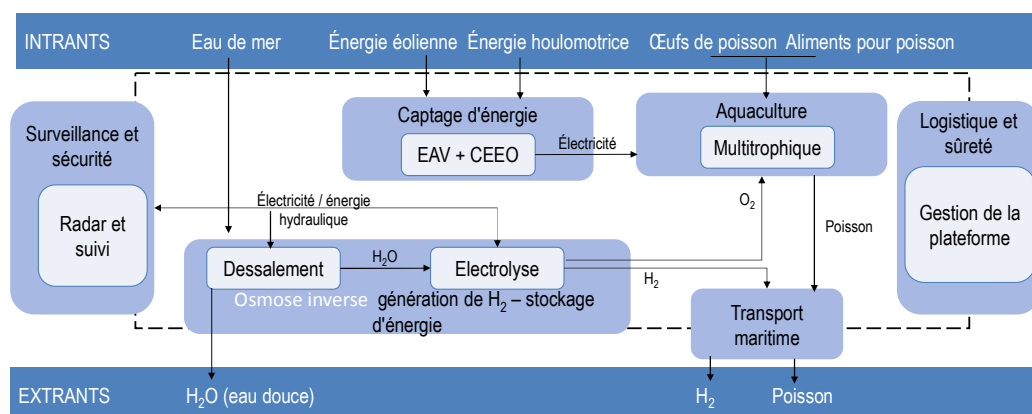 INTRANTS
Eau de mer
Énergie éolienne
Énergie houlomotrice
Œufs de poisson
Aliments pour poisson
Surveillance et
sécurité
Radar et
suivi
Captage d'énergie
EAV + CEEO
Électricité
Aquaculture
Multitrophique
Logistique et
sûreté
Gestion de la
plateforme
Électricité / énergie
hydraulique
O₂
Poisson
Dessalement
H₂O
Electrolyse
H₂
Osmose inverse
génération de H₂ – stockage
d'énergie
Transport
maritime
EXTRANTS
H₂O (eau douce)
H₂
Poisson